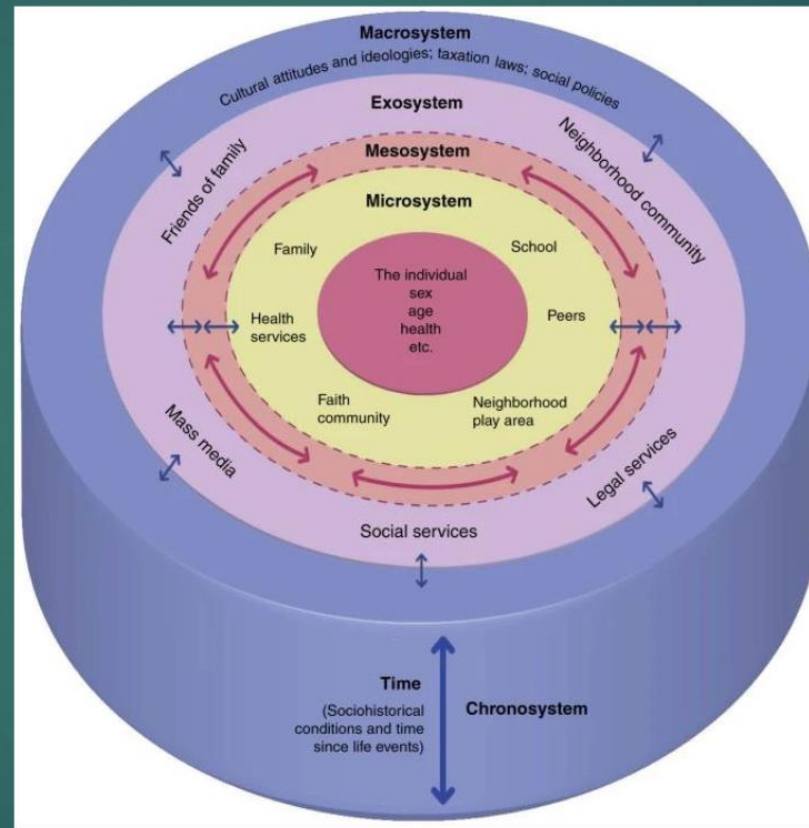 Macrosystem
Cultural attitudes and ideologies; taxation laws; social policies
Exosystem
Friends of family
Neighborhood community
Mesosystem
Microsystem
Family
School
The individual
sex
age
health
etc.
Health
services
Peers
Faith
community
Neighborhood
play area
Mass media
Legal services
Social services
Time
(Sociohistorical
conditions and time
since life events)
Chronosystem